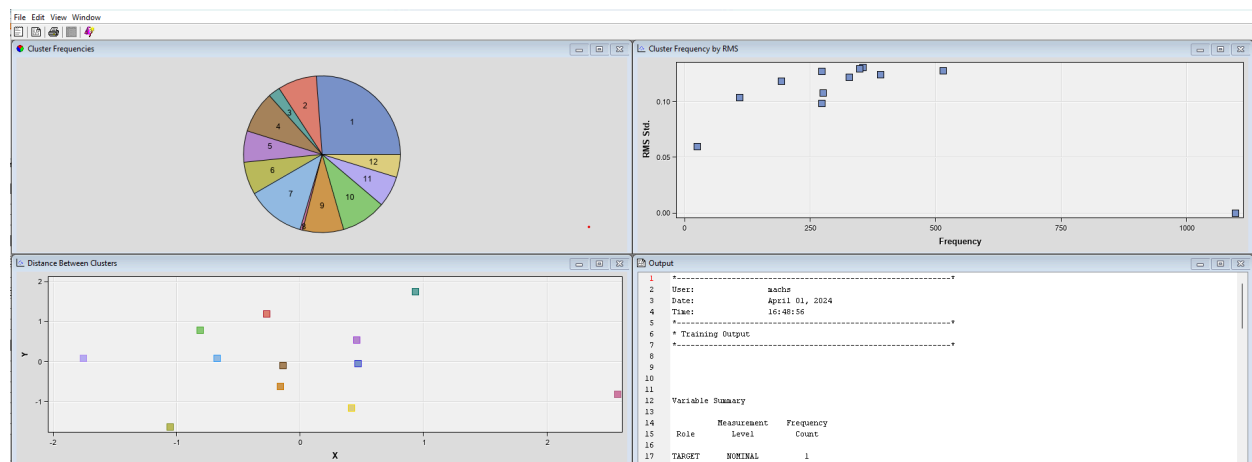 File Edit View Window
Cluster Frequencies
1
2
3
4
5
6
7
8
9
10
11
12
Cluster Frequency by RMS
RMS Std.
0.10
0.05
0.00
0
250
500
750
1000
Frequency
Distance Between Clusters
Y
2
1
0
-1
-2
-1
0
1
2
X
Output
1 *------------------------------------------------------------*
2 User: machs
3 Date: April 01, 2024
4 Time: 16:48:56
5 *------------------------------------------------------------*
6 * Training Output
7 *------------------------------------------------------------*
8
9
10
11
12 Variable Summary
13
14 Measurement Frequency
15 Role Level Count
16
17 TARGET NOMINAL 1